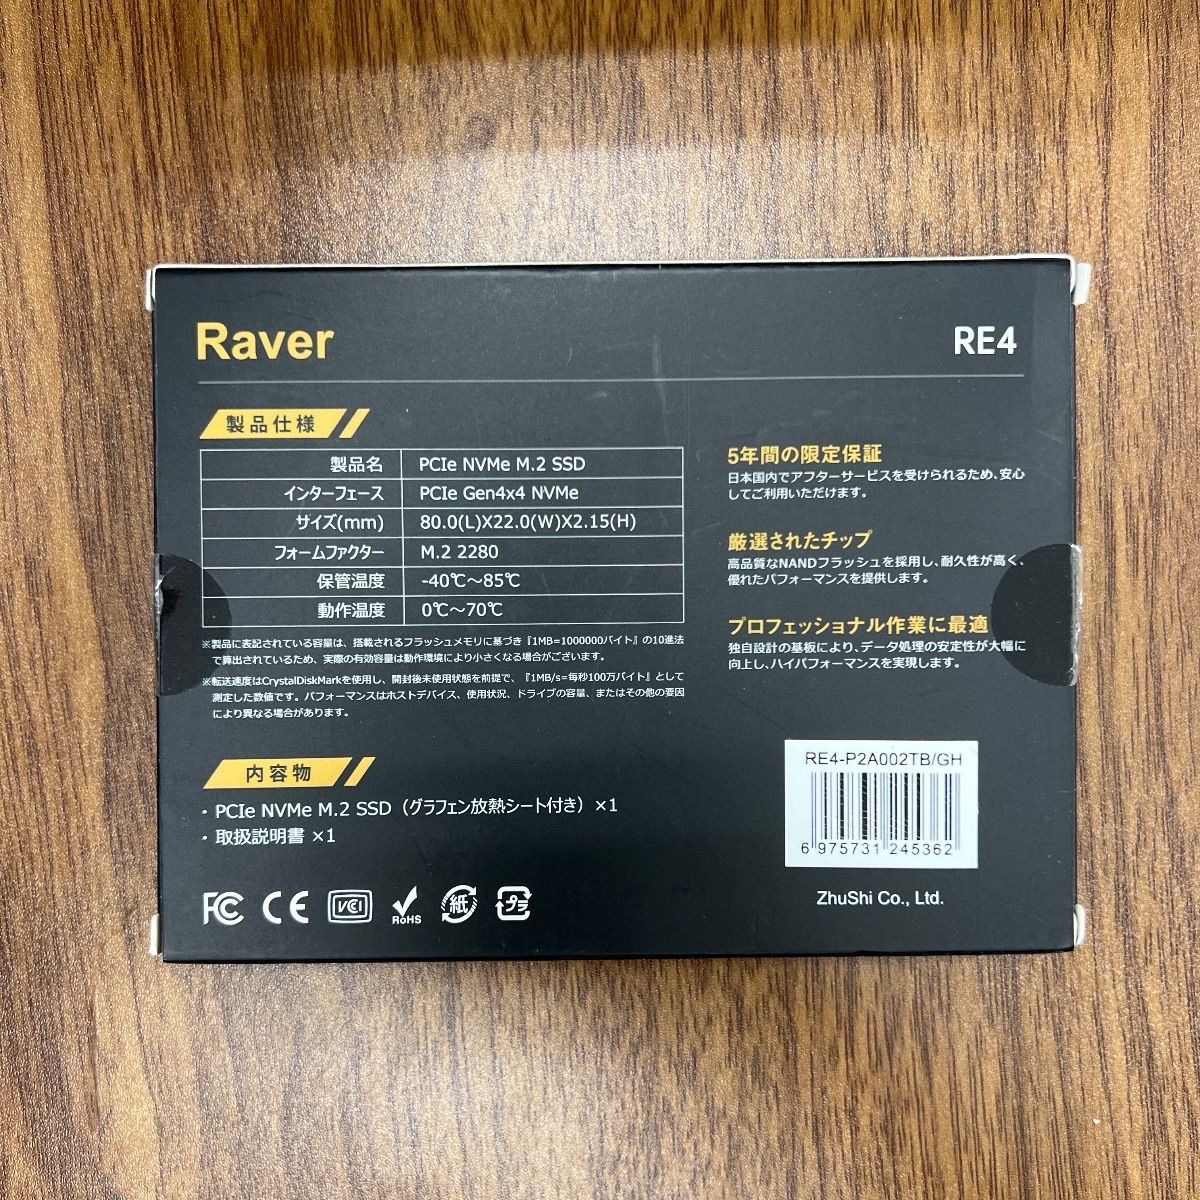 Raver
RE4
製品仕様
製品名 PCIe NVMe M.2 SSD
インターフェース PCIe Gen4x4 NVMe
サイズ(mm) 80.0(L)X22.0(W)X2.15(H)
フォームファクター M.2 2280
保管温度 -40℃～85℃
動作温度 0℃～70℃
※製品に表記されている容量は、搭載されるフラッシュメモリに基づき『1MB=1000000バイト』の10進法
で算出されているため、実際の有効容量は動作環境により小さくなる場合がございます。
※転送速度はCrystalDiskMarkを使用し、開封後未使用状態を前提で、『1MB/s=毎秒100万バイト』として
測定した数値です。パフォーマンスはホストデバイス、使用状況、ドライブの容量、またはその他の要因
により異なる場合があります。
内容物
・PCIe NVMe M.2 SSD（グラフェン放熱シート付き）×1
・取扱説明書 ×1
FC CE VCI RoHS 紙 プラ
5年間の限定保証
日本国内でアフターサービスを受けられるため、安心
してご利用いただけます。
厳選されたチップ
高品質なNANDフラッシュを採用し、耐久性が高く、
優れたパフォーマンスを提供します。
プロフェッショナル作業に最適
独自設計の基板により、データ処理の安定性が大幅に
向上し、ハイパフォーマンスを実現します。
RE4-P2A002TB/GH
6 975731 245362
ZhuShi Co., Ltd.